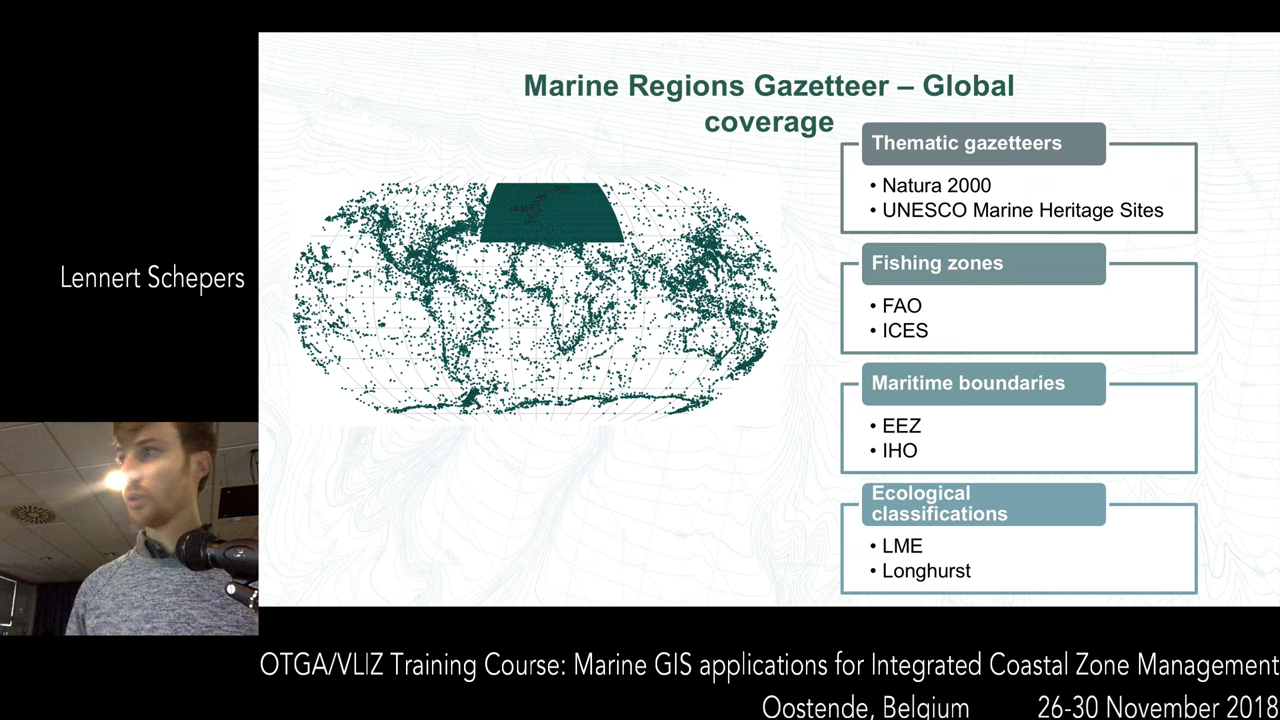 Marine Regions Gazetteer – Global
coverage
Thematic gazetteers
• Natura 2000
• UNESCO Marine Heritage Sites
Fishing zones
• FAO
• ICES
Maritime boundaries
• EEZ
• IHO
Ecological
classifications
• LME
• Longhurst
Lennert Schepers
OTGA/VLIZ Training Course: Marine GIS applications for Integrated Coastal Zone Management
Oostende, Belgium 26-30 November 2018